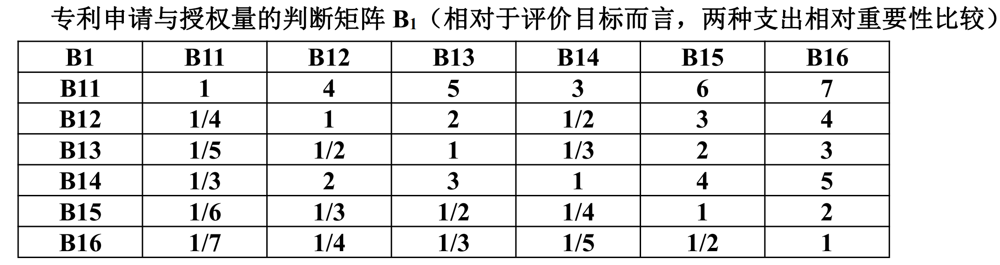 专利申请与授权量的判断矩阵 B1（相对于评价目标而言，两种支出相对重要性比较）
B1 B11 B12 B13 B14 B15 B16
B11 1 4 5 3 6 7
B12 1/4 1 2 1/2 3 4
B13 1/5 1/2 1 1/3 2 3
B14 1/3 2 3 1 4 5
B15 1/6 1/3 1/2 1/4 1 2
B16 1/7 1/4 1/3 1/5 1/2 1